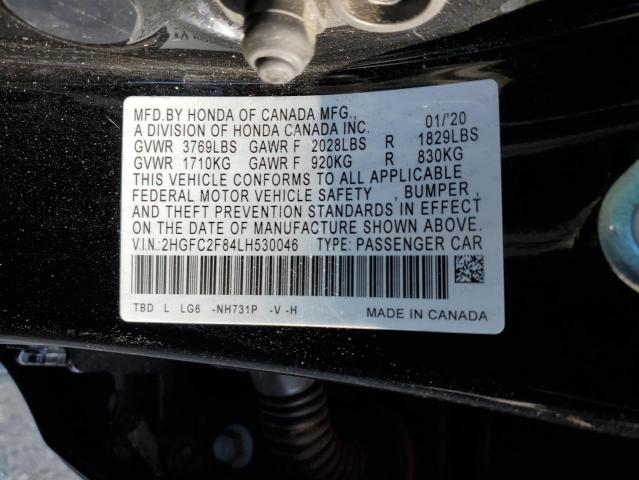 MFD.BY HONDA OF CANADA MFG., 01/'20
A DIVISION OF HONDA CANADA INC.
GVWR 3769LBS GAWR F 2028LBS R 1829LBS
GVWR 1710KG GAWR F 920KG R 830KG
THIS VEHICLE CONFORMS TO ALL APPLICABLE
FEDERAL MOTOR VEHICLE SAFETY , BUMPER,
AND THEFT PREVENTION STANDARDS IN EFFECT
ON THE DATE OF MANUFACTURE SHOWN ABOVE.
V.I.N.:2HGFC2F84LH530046 TYPE: PASSENGER CAR
TBD L LG6 -NH731P -V -H MADE IN CANADA